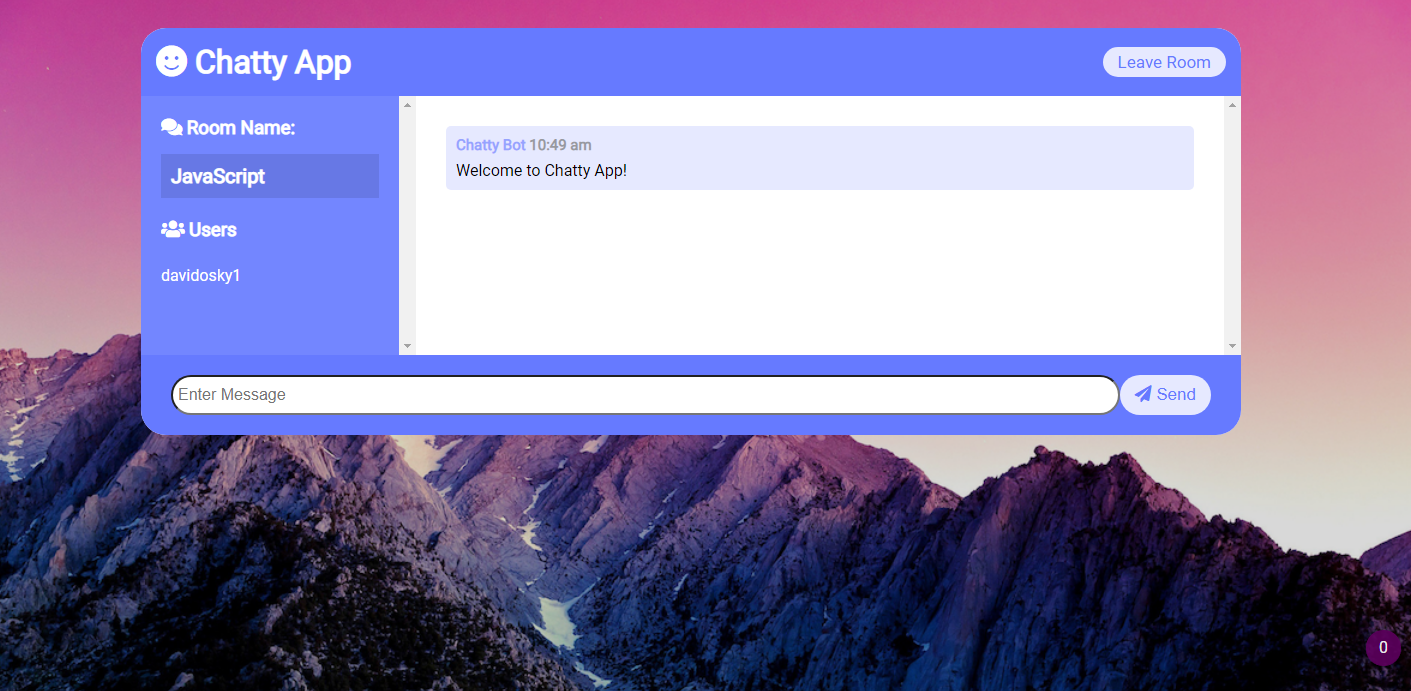 Chatty App
Leave Room
Room Name:
JavaScript
Users
davidosky1
Chatty Bot 10:49 am
Welcome to Chatty App!
Enter Message
Send
0